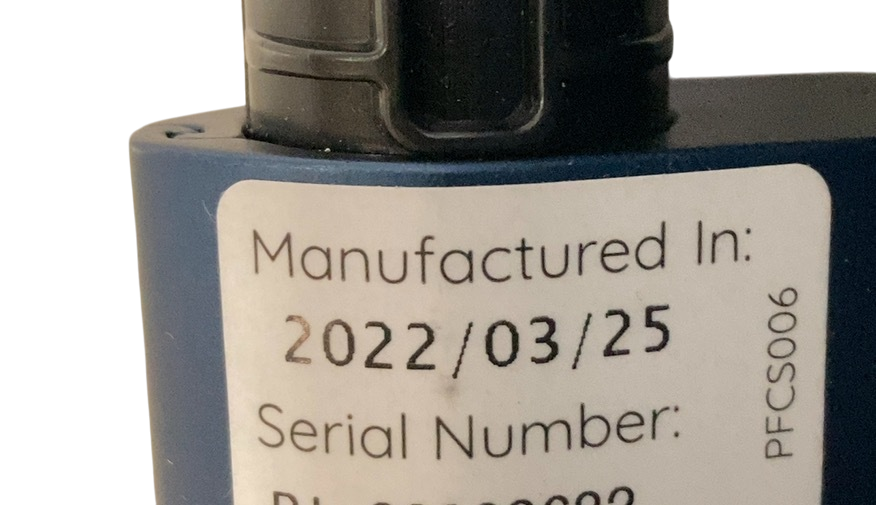 Manufactured In:
2022/03/25
Serial Number:
PFCS006